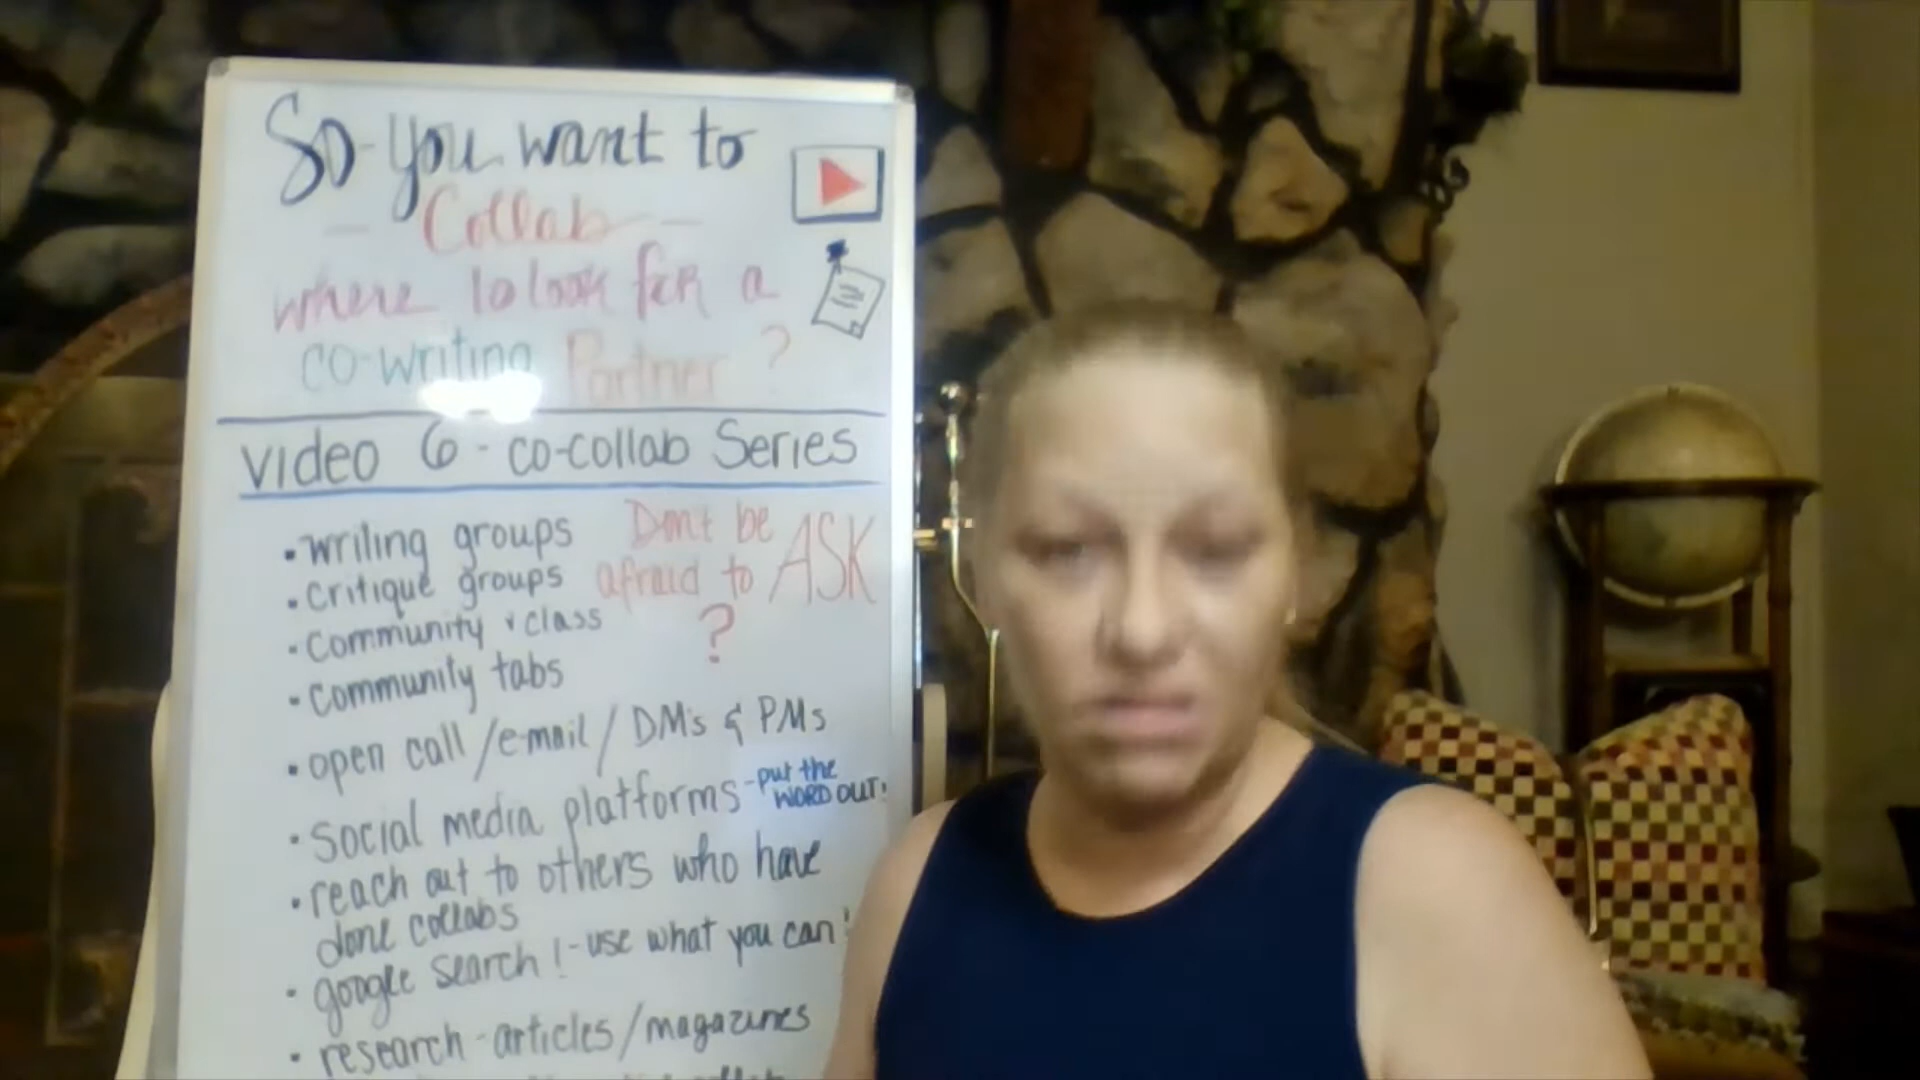 So you want to
- Collab -
where to look for a
co-writing Partner ?
Video 6 - co-collab Series
• writing groups
• critique groups
• Community & class
• Community tabs
Don't be
afraid to ASK
?
• open call / e-mail / DM's & PMs
• Social media platforms - put the
WORD OUT!
• reach out to others who have
done collabs
• google search ! - use what you can!
• research - articles / magazines